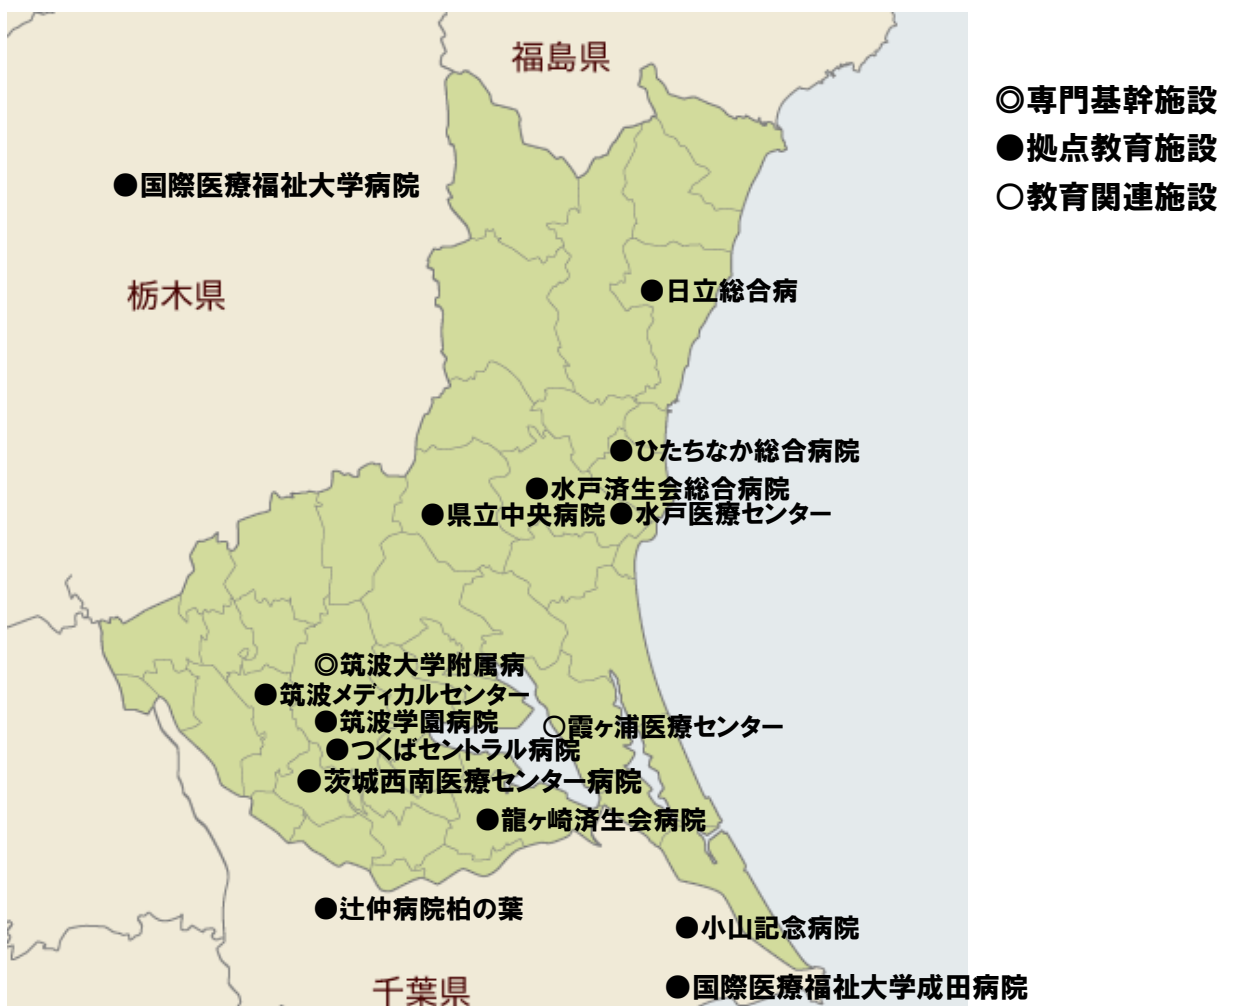 福島県
◎専門基幹施設
●拠点教育施設
○教育関連施設
●国際医療福祉大学病院
栃木県
●日立総合病
●ひたちなか総合病院
●水戸済生会総合病院
●県立中央病院
●水戸医療センター
◎筑波大学附属病
●筑波メディカルセンター
●筑波学園病院
○霞ヶ浦医療センター
●つくばセントラル病院
●茨城西南医療センター病院
●龍ヶ崎済生会病院
●辻仲病院柏の葉
●小山記念病院
千葉県
●国際医療福祉大学成田病院